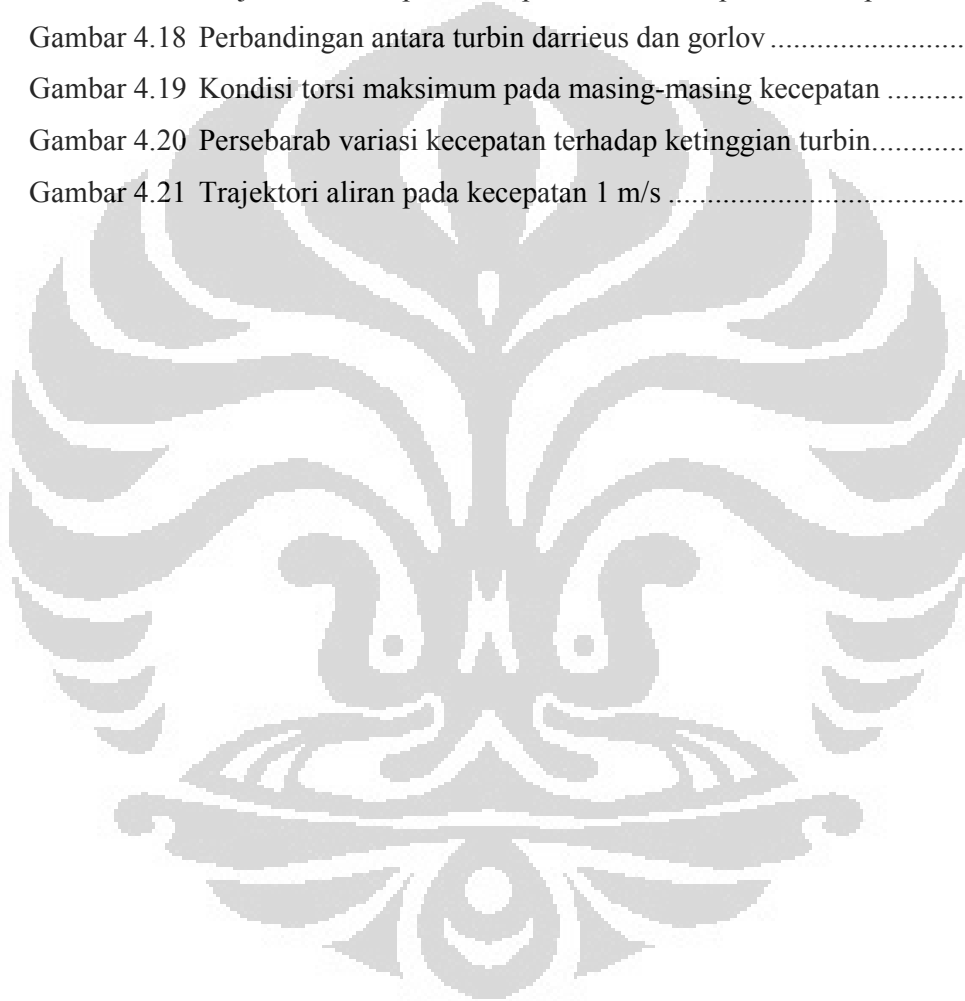 Gambar 4.18 Perbandingan antara turbin darrieus dan gorlov .........................
Gambar 4.19 Kondisi torsi maksimum pada masing-masing kecepatan ..........
Gambar 4.20 Persebarab variasi kecepatan terhadap ketinggian turbin............
Gambar 4.21 Trajektori aliran pada kecepatan 1 m/s ......................................